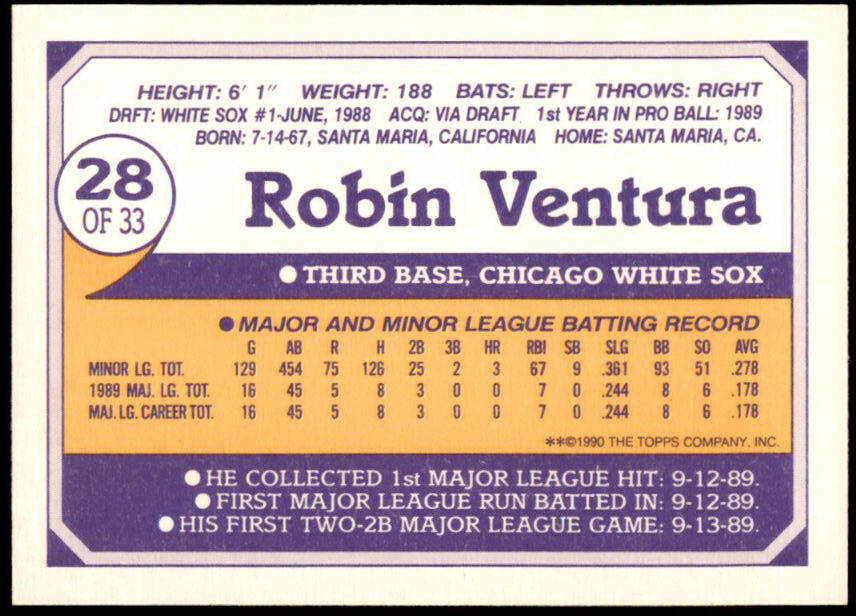 HEIGHT: 6' 1" WEIGHT: 188 BATS: LEFT THROWS: RIGHT
DRFT: WHITE SOX #1-JUNE, 1988 ACQ: VIA DRAFT 1st YEAR IN PRO BALL: 1989
BORN: 7-14-67, SANTA MARIA, CALIFORNIA HOME: SANTA MARIA, CA.
28
OF 33
Robin Ventura
●THIRD BASE, CHICAGO WHITE SOX
●MAJOR AND MINOR LEAGUE BATTING RECORD
G AB R H 2B 3B HR RBI SB SLG BB SO AVG
MINOR LG. TOT. 129 454 75 126 25 2 3 67 9 .361 93 51 .278
1989 MAJ. LG. TOT. 16 45 5 8 3 0 0 7 0 .244 8 6 .178
MAJ. LG. CAREER TOT. 16 45 5 8 3 0 0 7 0 .244 8 6 .178
**©1990 THE TOPPS COMPANY, INC.
●HE COLLECTED 1st MAJOR LEAGUE HIT: 9-12-89.
●FIRST MAJOR LEAGUE RUN BATTED IN: 9-12-89.
●HIS FIRST TWO-2B MAJOR LEAGUE GAME: 9-13-89.